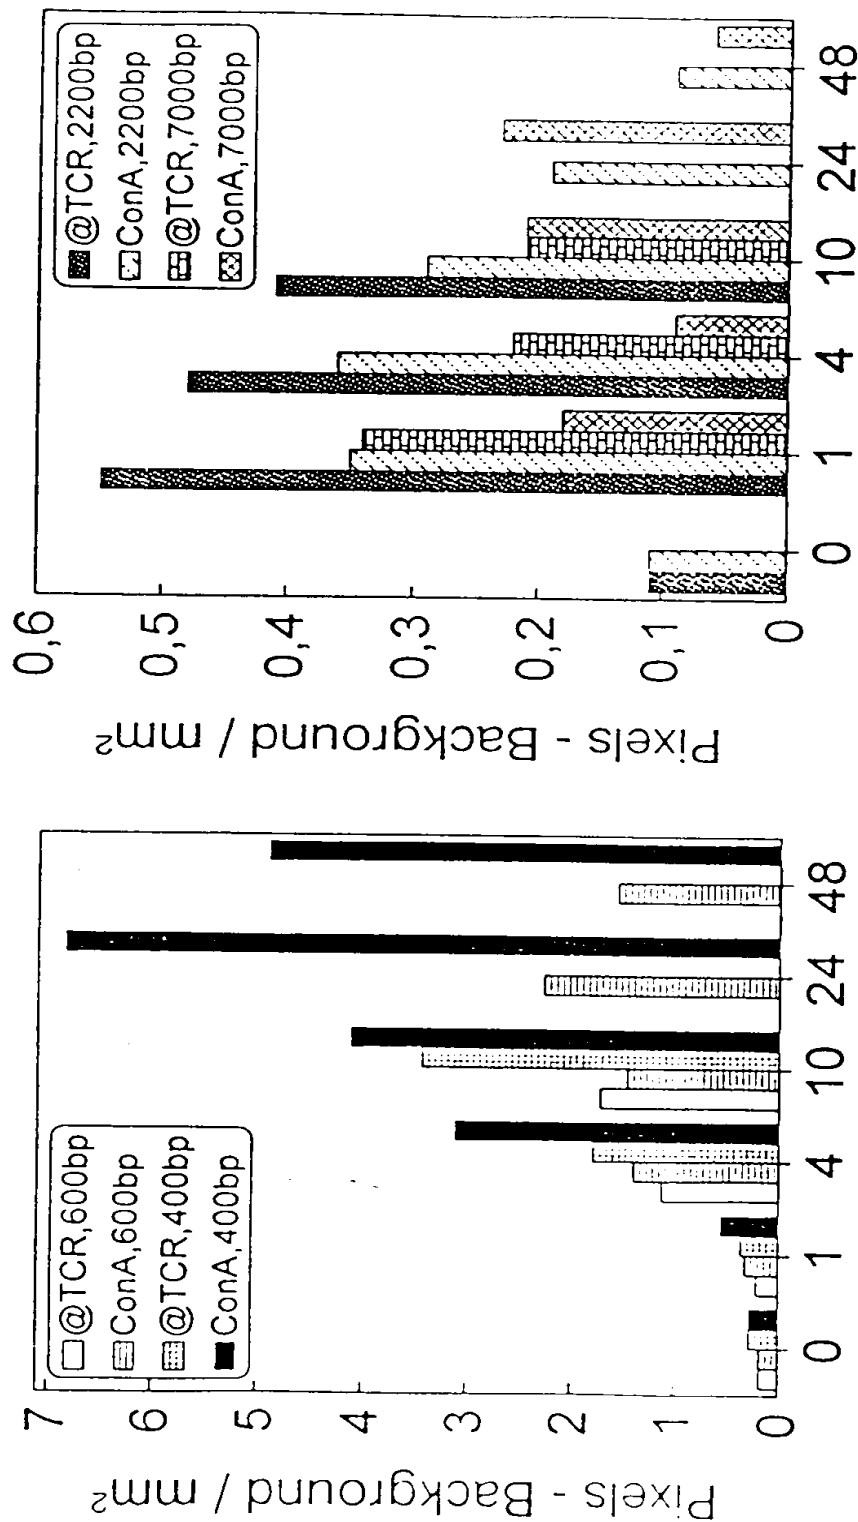 Pixels - Background / mm²
7
6
5
4
3
2
1
0
@TCR,600bp
ConA,600bp
@TCR,400bp
ConA,400bp
0 1 4 10 24 48
Pixels - Background / mm²
0,6
0,5
0,4
0,3
0,2
0,1
0
@TCR,2200bp
ConA,2200bp
@TCR,7000bp
ConA,7000bp
0 1 4 10 24 48